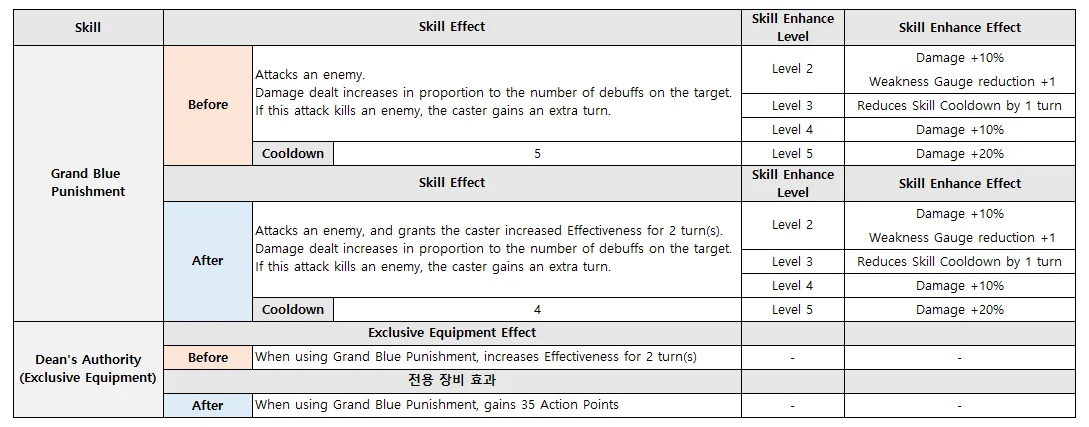 Skill
Skill Effect
Skill Enhance
Level
Skill Enhance Effect
Grand Blue
Punishment
Before
Attacks an enemy.
Damage dealt increases in proportion to the number of debuffs on the target.
If this attack kills an enemy, the caster gains an extra turn.
Level 2
Damage +10%
Weakness Gauge reduction +1
Level 3
Reduces Skill Cooldown by 1 turn
Level 4
Damage +10%
Cooldown
5
Level 5
Damage +20%
Skill Effect
Skill Enhance
Level
Skill Enhance Effect
After
Attacks an enemy, and grants the caster increased Effectiveness for 2 turn(s).
Damage dealt increases in proportion to the number of debuffs on the target.
If this attack kills an enemy, the caster gains an extra turn.
Level 2
Damage +10%
Weakness Gauge reduction +1
Level 3
Reduces Skill Cooldown by 1 turn
Level 4
Damage +10%
Cooldown
4
Level 5
Damage +20%
Dean's Authority
(Exclusive Equipment)
Exclusive Equipment Effect
Before
When using Grand Blue Punishment, increases Effectiveness for 2 turn(s)
-
-
전용 장비 효과
After
When using Grand Blue Punishment, gains 35 Action Points
-
-